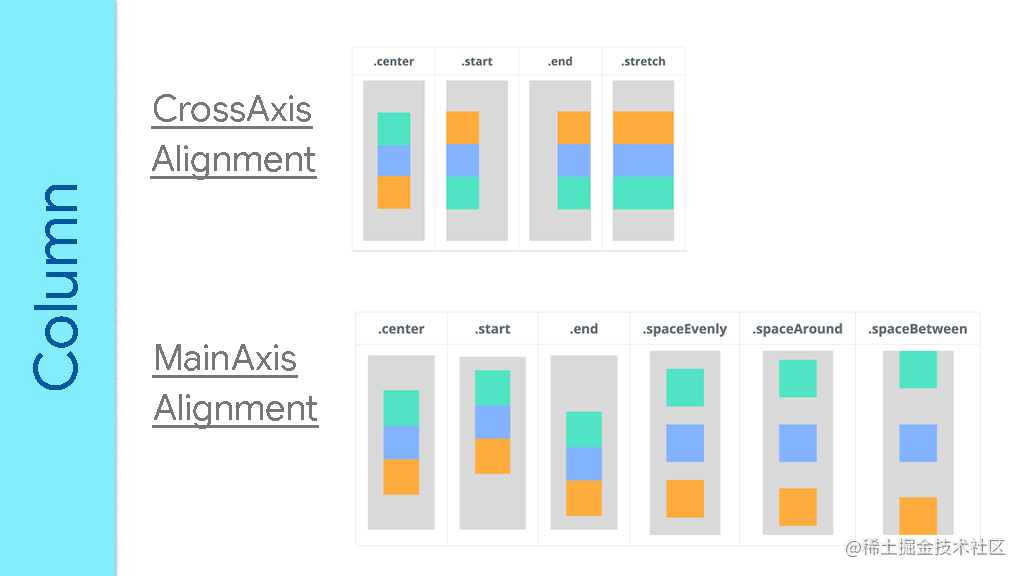 Column
CrossAxis
Alignment
.center .start .end .stretch
MainAxis
Alignment
.center .start .end .spaceEvenly .spaceAround .spaceBetween
@稀土掘金技术社区